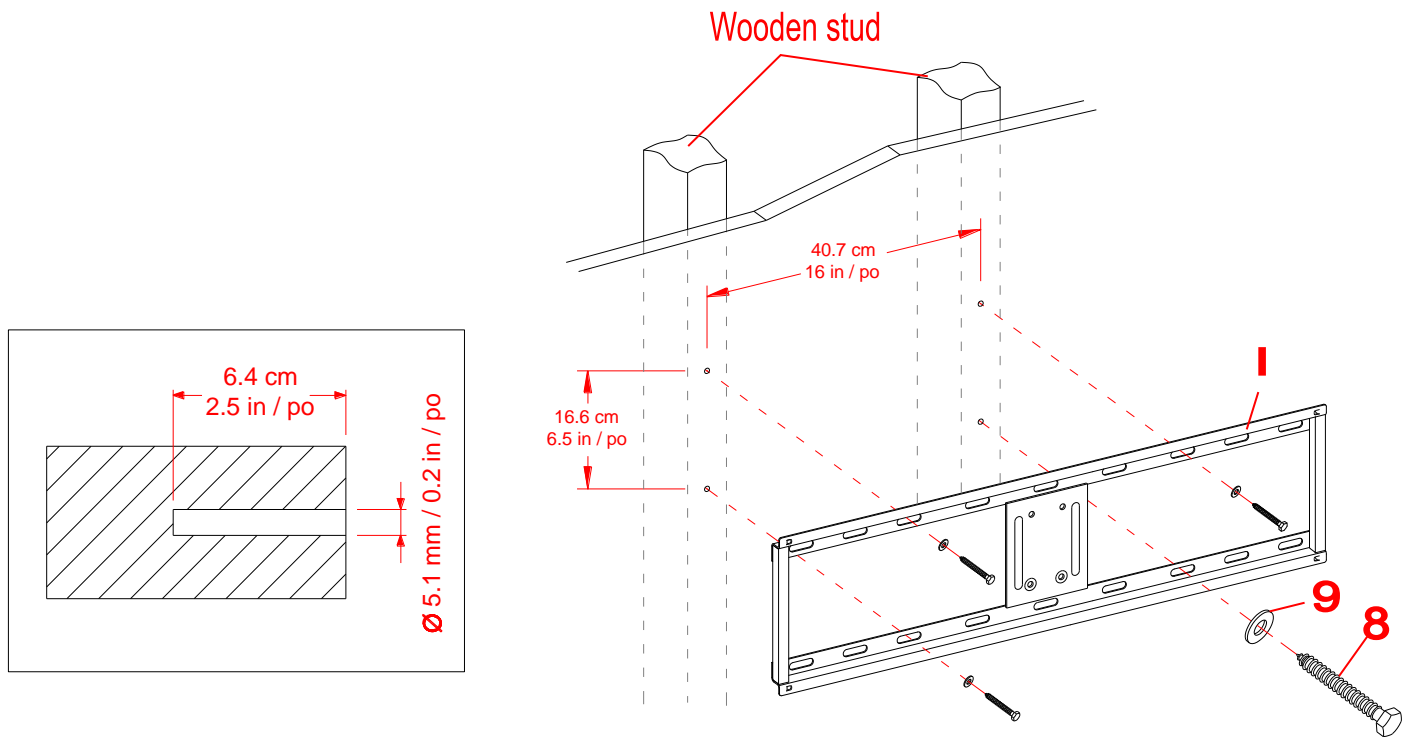 Wooden stud
40.7 cm
16 in / po
16.6 cm
6.5 in / po
I
9
8
6.4 cm
2.5 in / po
Ø 5.1 mm / 0.2 in / po